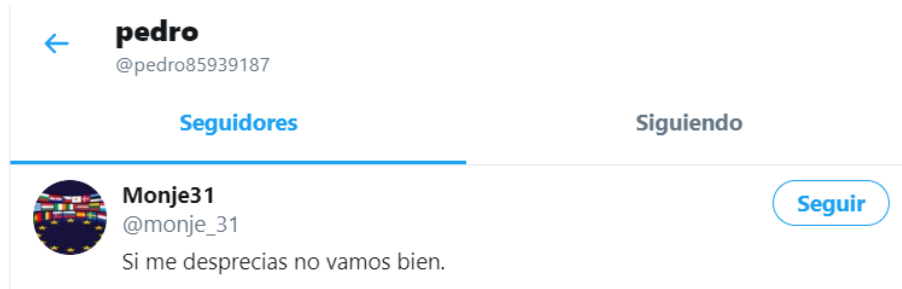 pedro
@pedro85939187
Seguidores Siguiendo
Monje31
@monje_31
Seguir
Si me desprecias no vamos bien.